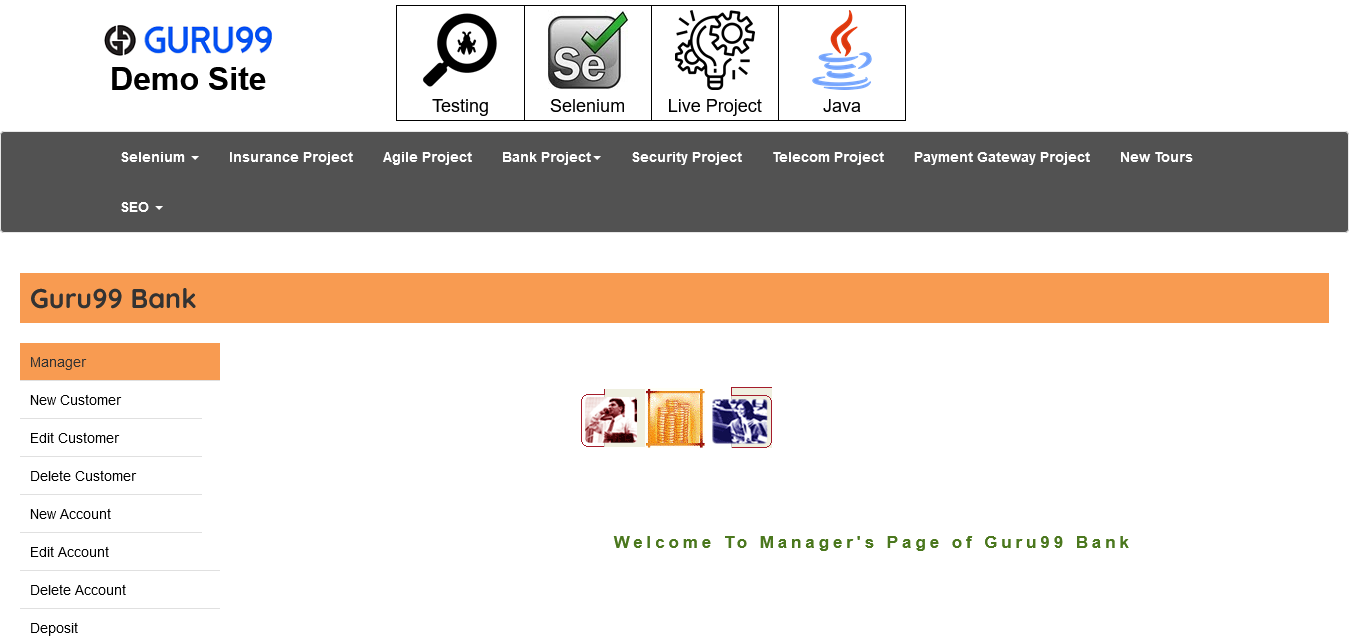 GURU99
Demo Site
Se
Testing
Selenium
Live Project
Java
Selenium
Insurance Project
Agile Project
Bank Project
Security Project
Telecom Project
Payment Gateway Project
New Tours
SEO
Guru99 Bank
Manager
New Customer
Edit Customer
Delete Customer
New Account
Edit Account
Delete Account
Deposit
Welcome To Manager's Page of Guru99 Bank